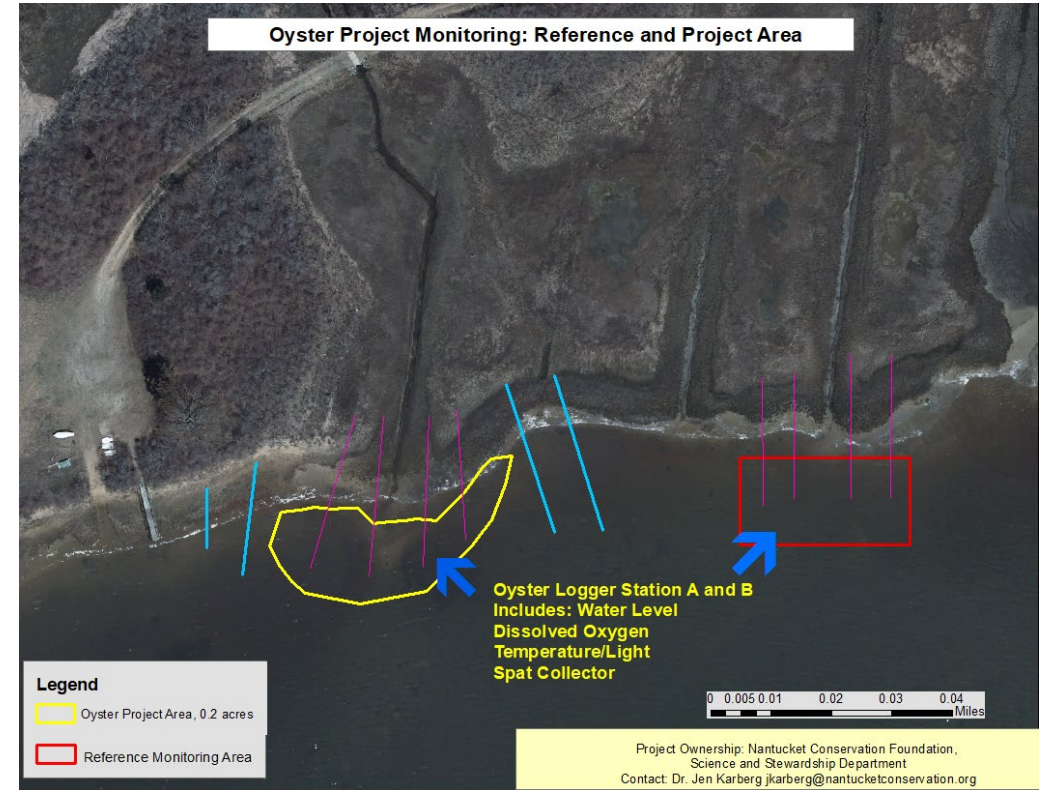 Oyster Project Monitoring: Reference and Project Area
Oyster Logger Station A and B
Includes: Water Level
Dissolved Oxygen
Temperature/Light
Spat Collector
Legend
Oyster Project Area, 0.2 acres
Reference Monitoring Area
0 0.005 0.01 0.02 0.03 0.04
Miles
Project Ownership: Nantucket Conservation Foundation,
Science and Stewardship Department
Contact: Dr. Jen Karberg jkarberg@nantucketconservation.org